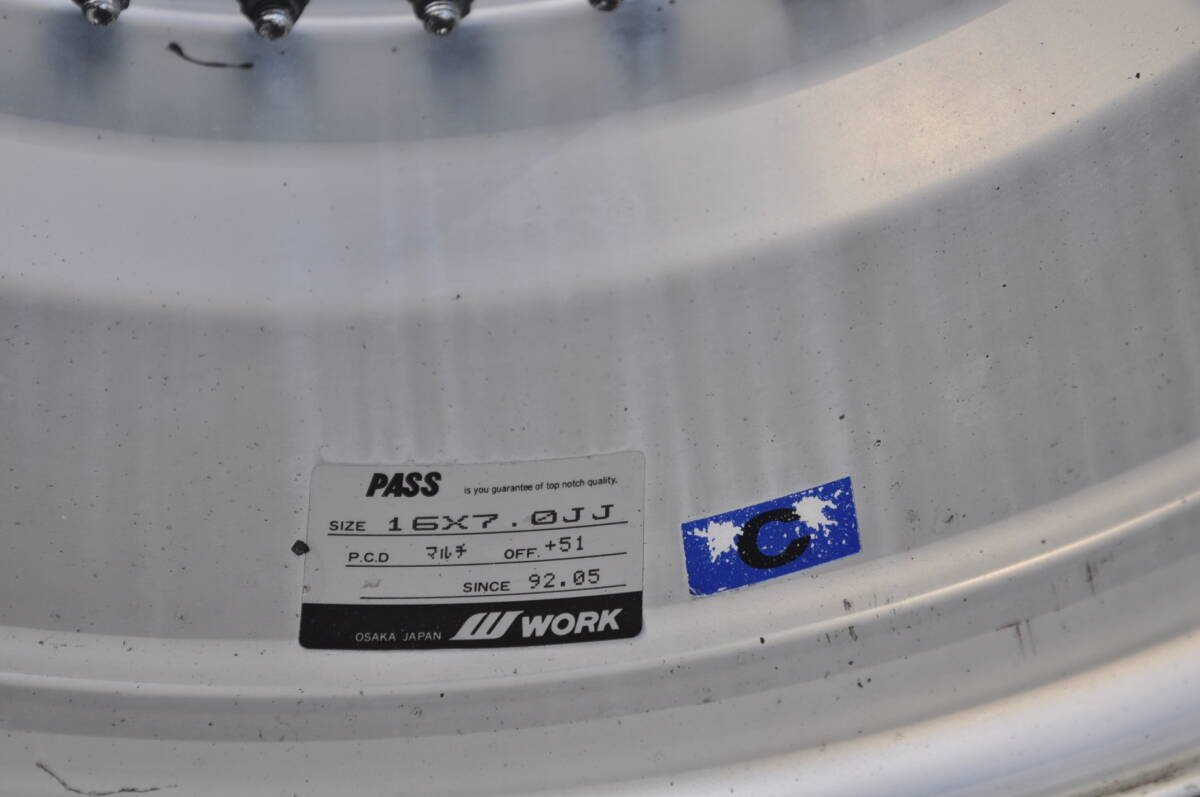 PASS is you guarantee of top notch quality.
SIZE 16X7.0JJ
P.C.D マルチ OFF. +51
SINCE 92.05
OSAKA JAPAN WORK
C